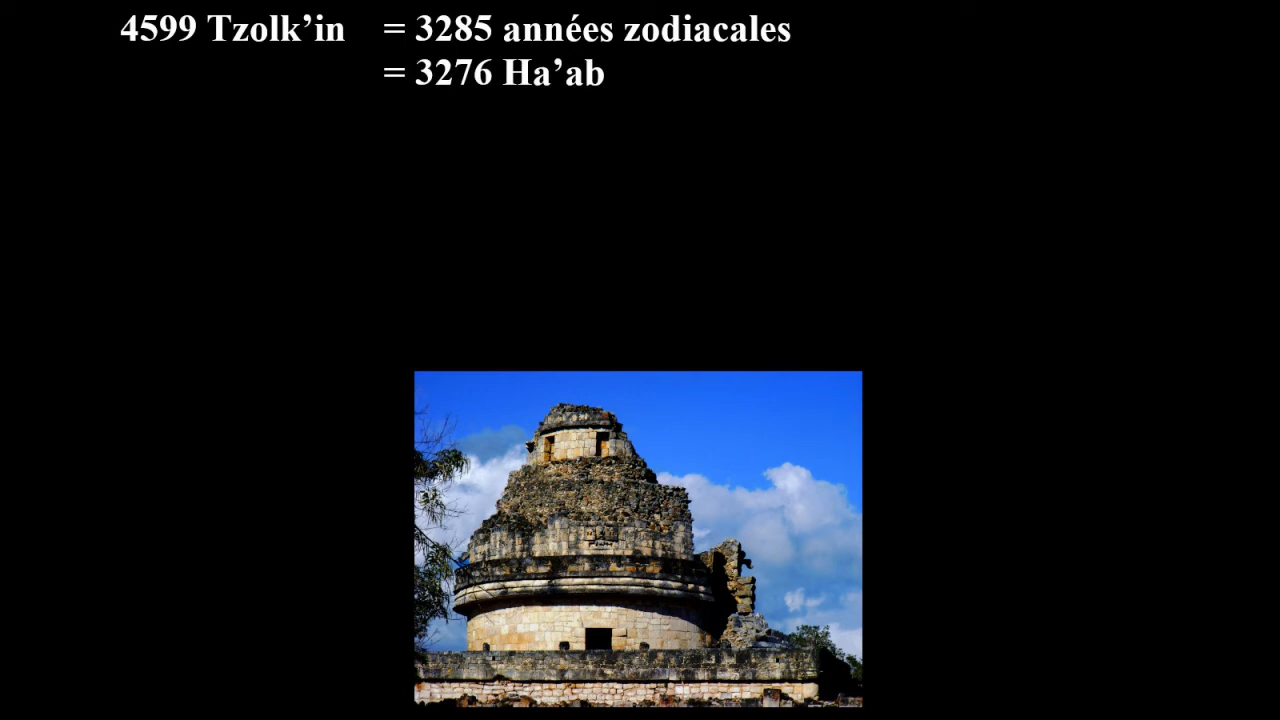 4599 Tzolk’in = 3285 années zodiacales
= 3276 Ha’ab